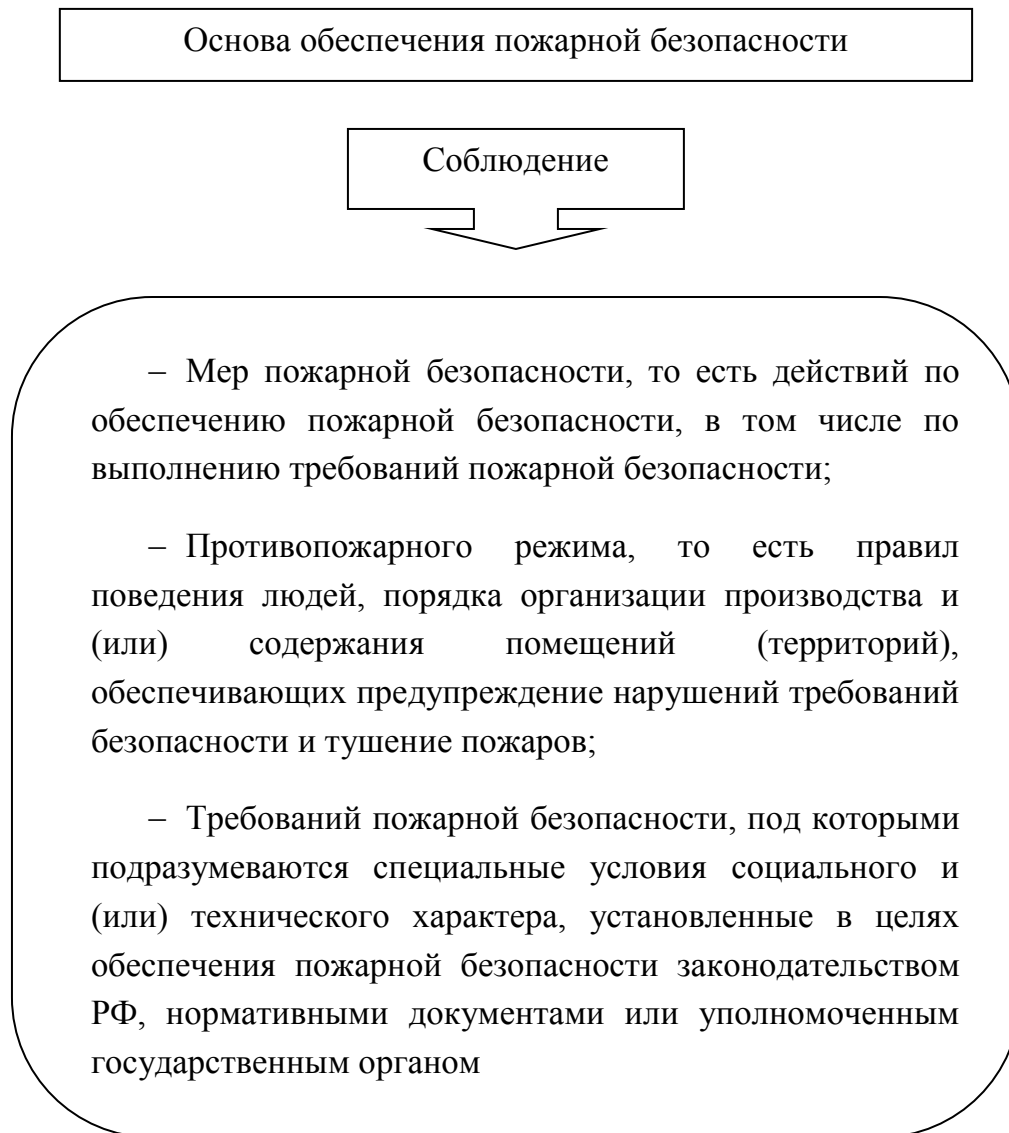 Основа обеспечения пожарной безопасности
Соблюдение
– Мер пожарной безопасности, то есть действий по
обеспечению пожарной безопасности, в том числе по
выполнению требований пожарной безопасности;
– Противопожарного режима, то есть правил
поведения людей, порядка организации производства и
(или) содержания помещений (территорий),
обеспечивающих предупреждение нарушений требований
безопасности и тушение пожаров;
– Требований пожарной безопасности, под которыми
подразумеваются специальные условия социального и
(или) технического характера, установленные в целях
обеспечения пожарной безопасности законодательством
РФ, нормативными документами или уполномоченным
государственным органом